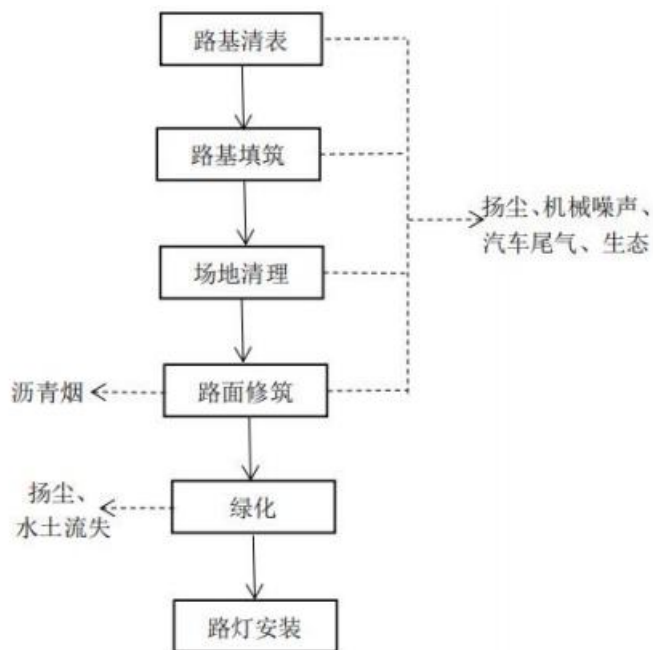 路基清表
路基填筑
扬尘、机械噪声、
汽车尾气、生态
场地清理
沥青烟
路面修筑
扬尘、
水土流失
绿化
路灯安装